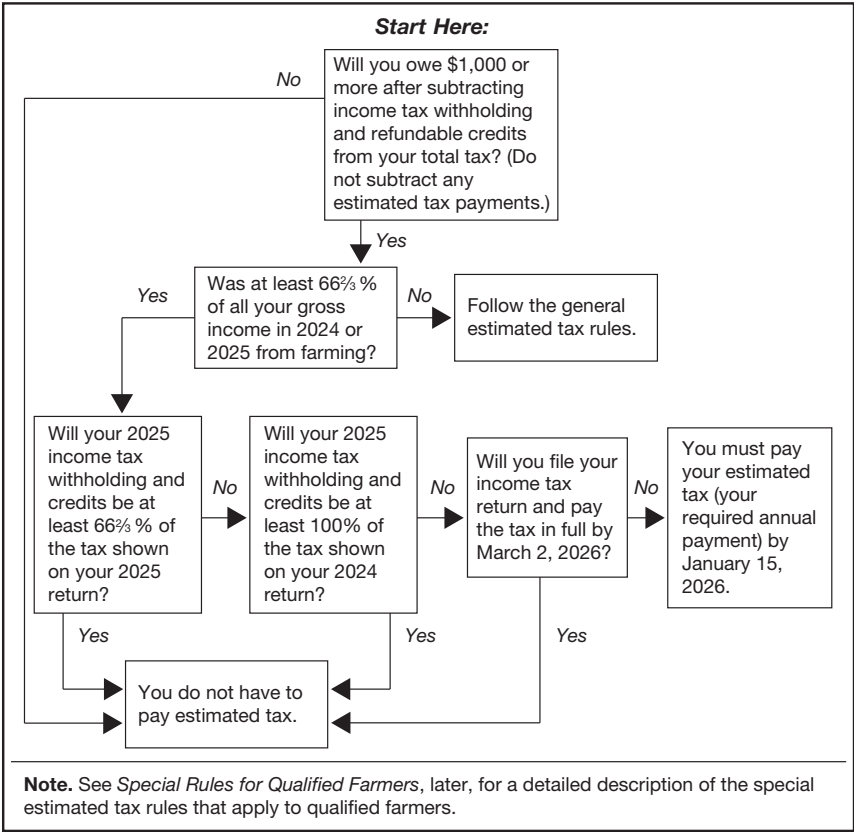 Start Here:
No
Will you owe $1,000 or
more after subtracting
income tax withholding
and refundable credits
from your total tax? (Do
not subtract any
estimated tax payments.)
Yes
Yes
Was at least 66⅔ %
of all your gross
income in 2024 or
2025 from farming?
No
Follow the general
estimated tax rules.
Will your 2025
income tax
withholding and
credits be at
least 66⅔ % of
the tax shown
on your 2025
return?
No
Will your 2025
income tax
withholding and
credits be at
least 100% of
the tax shown
on your 2024
return?
No
Will you file your
income tax
return and pay
the tax in full by
March 2, 2026?
No
You must pay
your estimated
tax (your
required annual
payment) by
January 15,
2026.
Yes
Yes
Yes
You do not have to
pay estimated tax.
Note. See Special Rules for Qualified Farmers, later, for a detailed description of the special
estimated tax rules that apply to qualified farmers.